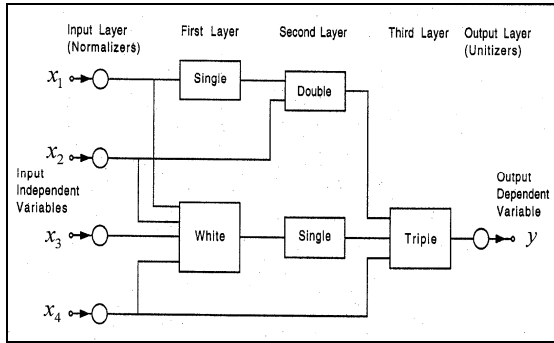 Input Layer
(Normalizers)
First Layer
Second Layer
Third Layer
Output Layer
(Unitizers)
x1
Single
Double
x2
Input
Independent
Variables
Output
Dependent
Variable
x3
White
Single
Triple
y
x4